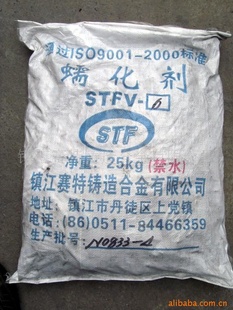 通过ISO9001-2000标准
蠕化剂
STFV-6
STF
净重：25kg(禁水)
镇江赛特铸造合金有限公司
地址：镇江市丹徒区上党镇
电话：(86)0511-84466359
生产批号：N0833-4
alibaba.com.cn